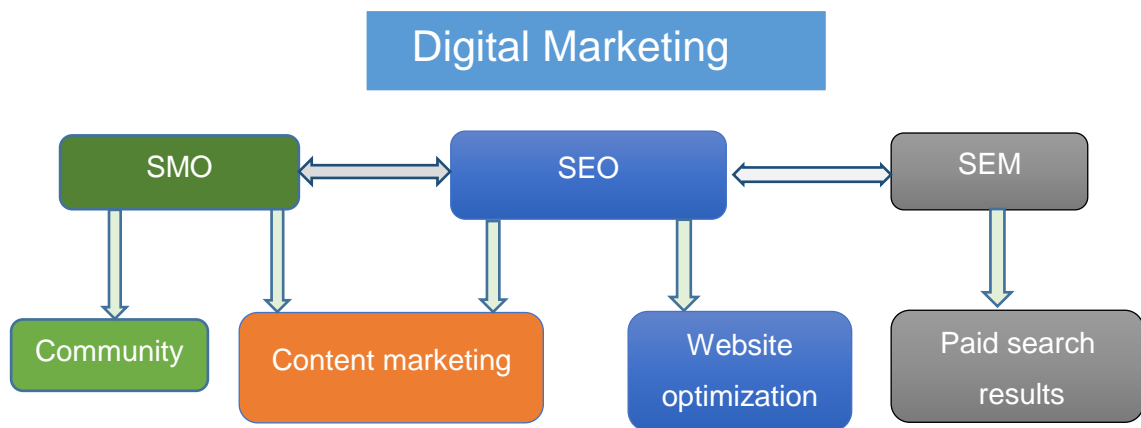 Digital Marketing
SMO
SEO
SEM
Community
Content marketing
Website
optimization
Paid search
results